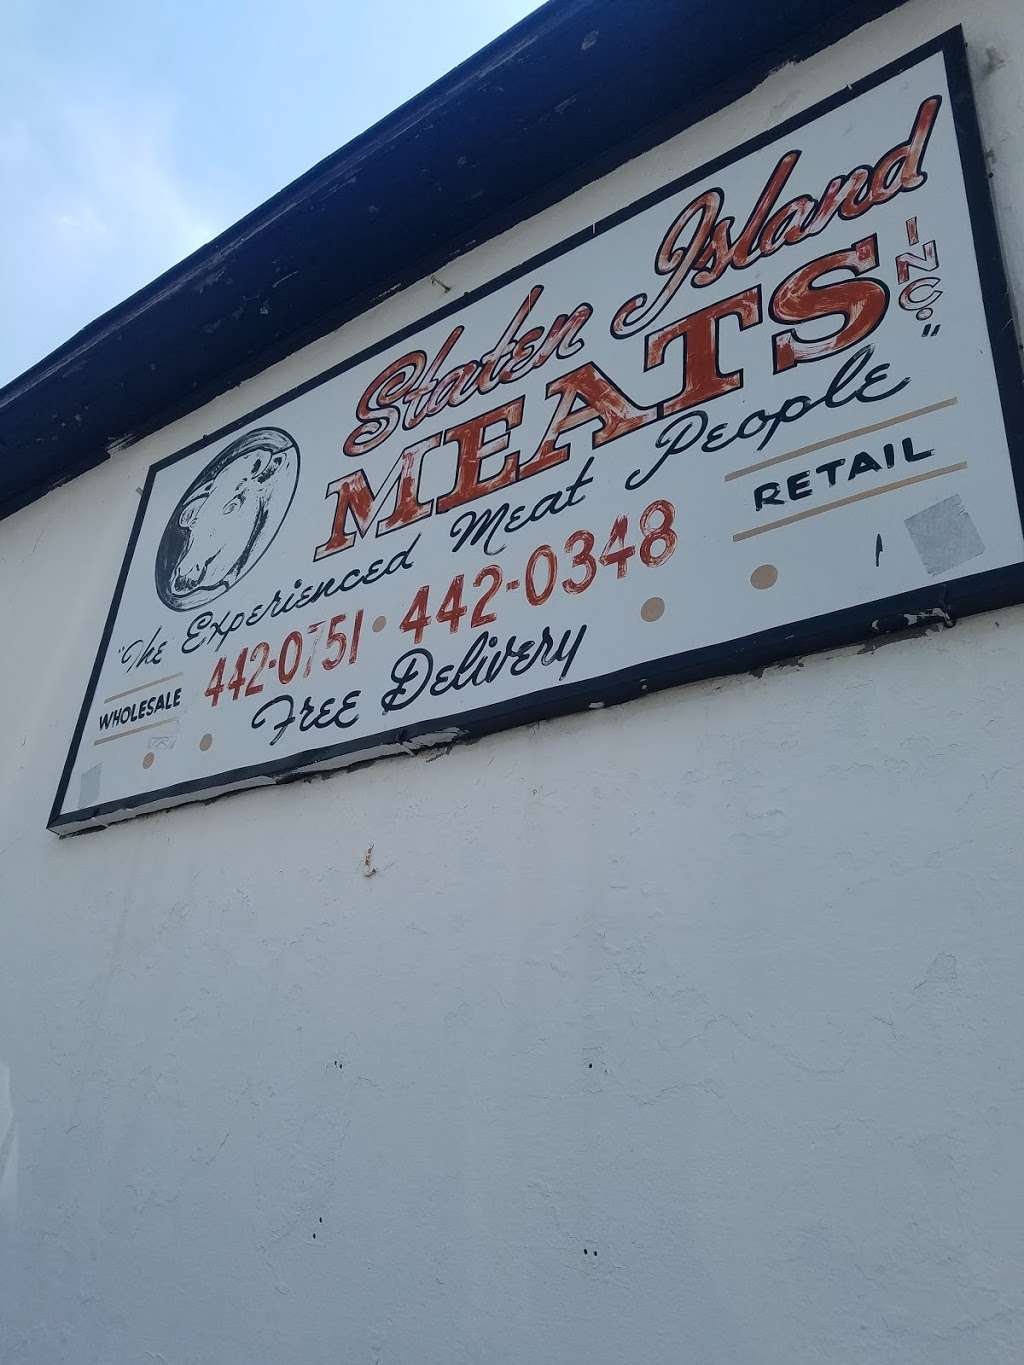 Staten Island
MEATS INC.
"The Experienced Meat People"
WHOLESALE
442-0751 • 442-0348
RETAIL
Free Delivery